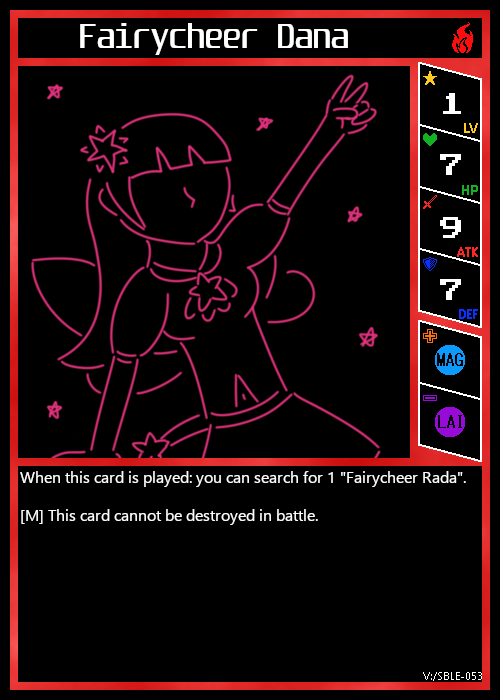 Fairycheer Dana
1
LV
7
HP
9
ATK
7
DEF
MAG
LAI
When this card is played: you can search for 1 "Fairycheer Rada".
[M] This card cannot be destroyed in battle.
V:/SBLE-053